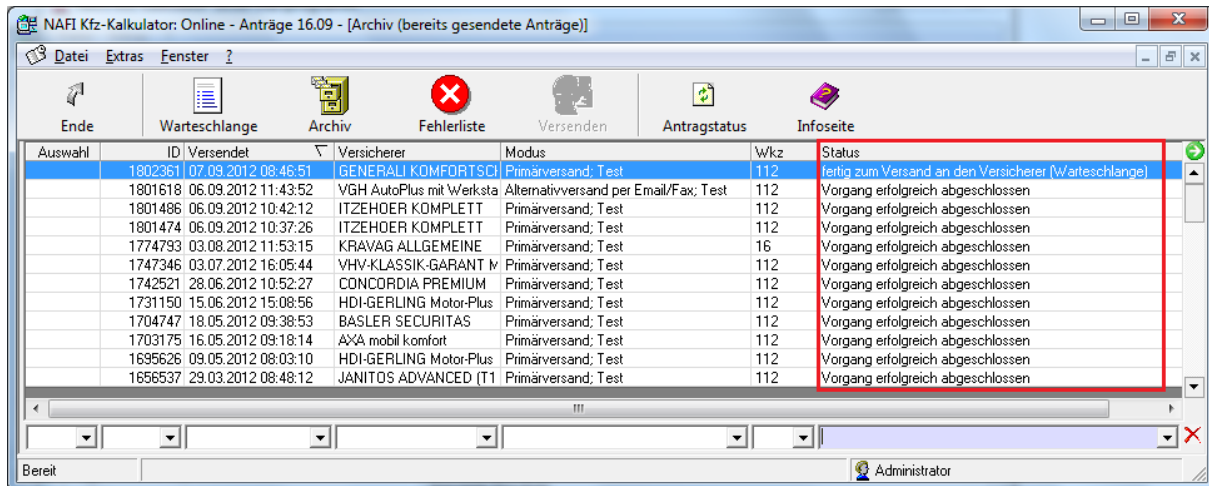 NAFI Kfz-Kalkulator: Online - Anträge 16.09 - [Archiv (bereits gesendete Anträge)]
Datei Extras Fenster ?
Ende Warteschlange Archiv Fehlerliste Versenden Antragstatus Infoseite
Auswahl ID Versendet Versicherer Modus Wkz Status
1802361 07.09.2012 08:46:51 GENERALI KOMFORTSCH Primärversand; Test 112 fertig zum Versand an den Versicherer (Warteschlange)
1801618 06.09.2012 11:43:52 VGH AutoPlus mit Werksta Alternativversand per Email/Fax; Test 112 Vorgang erfolgreich abgeschlossen
1801486 06.09.2012 10:42:12 ITZEHOER KOMPLETT Primärversand; Test 112 Vorgang erfolgreich abgeschlossen
1801474 06.09.2012 10:37:26 ITZEHOER KOMPLETT Primärversand; Test 112 Vorgang erfolgreich abgeschlossen
1774793 03.08.2012 11:53:15 KRAVAG ALLGEMEINE Primärversand; Test 16 Vorgang erfolgreich abgeschlossen
1747346 03.07.2012 16:05:44 VHV-KLASSIK-GARANT M Primärversand; Test 112 Vorgang erfolgreich abgeschlossen
1742521 28.06.2012 10:52:27 CONCORDIA PREMIUM Primärversand; Test 112 Vorgang erfolgreich abgeschlossen
1731150 15.06.2012 15:08:56 HDI-GERLING Motor-Plus Primärversand; Test 112 Vorgang erfolgreich abgeschlossen
1704747 18.05.2012 09:38:53 BASLER SECURITAS Primärversand; Test 112 Vorgang erfolgreich abgeschlossen
1703175 16.05.2012 09:18:14 AXA mobil komfort Primärversand; Test 112 Vorgang erfolgreich abgeschlossen
1695626 09.05.2012 08:03:10 HDI-GERLING Motor-Plus Primärversand; Test 112 Vorgang erfolgreich abgeschlossen
1656537 29.03.2012 08:48:12 JANITOS ADVANCED (T1 Primärversand; Test 112 Vorgang erfolgreich abgeschlossen
Bereit Administrator